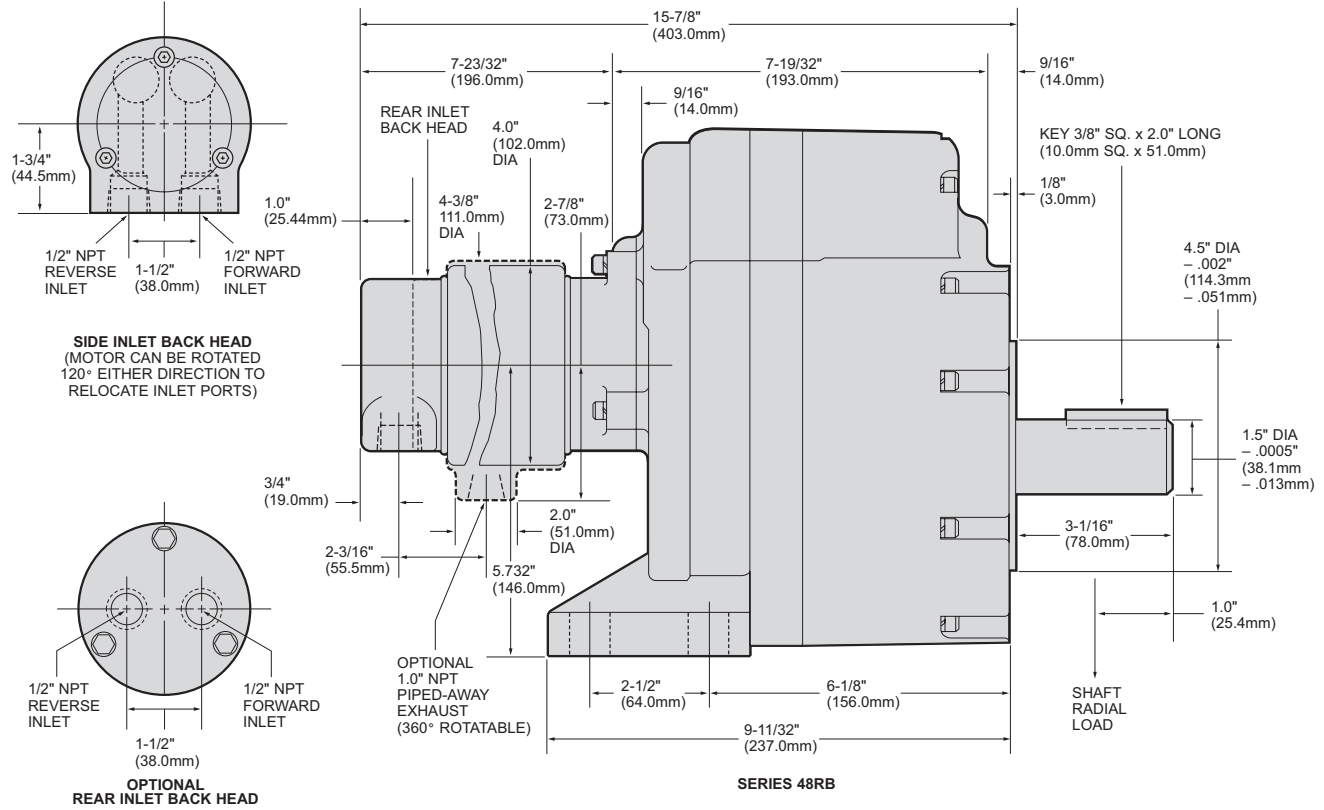 15-7/8"
(403.0mm)
7-23/32"
(196.0mm)
7-19/32"
(193.0mm)
9/16"
(14.0mm)
9/16"
(14.0mm)
REAR INLET
BACK HEAD
4.0"
(102.0mm)
DIA
KEY 3/8" SQ. x 2.0" LONG
(10.0mm SQ. x 51.0mm)
1-3/4"
(44.5mm)
1/8"
(3.0mm)
1.0"
(25.44mm)
4-3/8"
111.0mm)
DIA
2-7/8"
(73.0mm)
1/2" NPT
REVERSE
INLET
1-1/2"
(38.0mm)
1/2" NPT
FORWARD
INLET
4.5" DIA
– .002"
(114.3mm
– .051mm)
SIDE INLET BACK HEAD
(MOTOR CAN BE ROTATED
120° EITHER DIRECTION TO
RELOCATE INLET PORTS)
1.5" DIA
– .0005"
(38.1mm
– .013mm)
3/4"
(19.0mm)
2.0"
(51.0mm)
DIA
3-1/16"
(78.0mm)
2-3/16"
(55.5mm)
5.732"
(146.0mm)
1.0"
(25.4mm)
OPTIONAL
1.0" NPT
PIPED-AWAY
EXHAUST
(360° ROTATABLE)
2-1/2"
(64.0mm)
6-1/8"
(156.0mm)
SHAFT
RADIAL
LOAD
1/2" NPT
REVERSE
INLET
1/2" NPT
FORWARD
INLET
1-1/2"
(38.0mm)
9-11/32"
(237.0mm)
OPTIONAL
REAR INLET BACK HEAD
SERIES 48RB